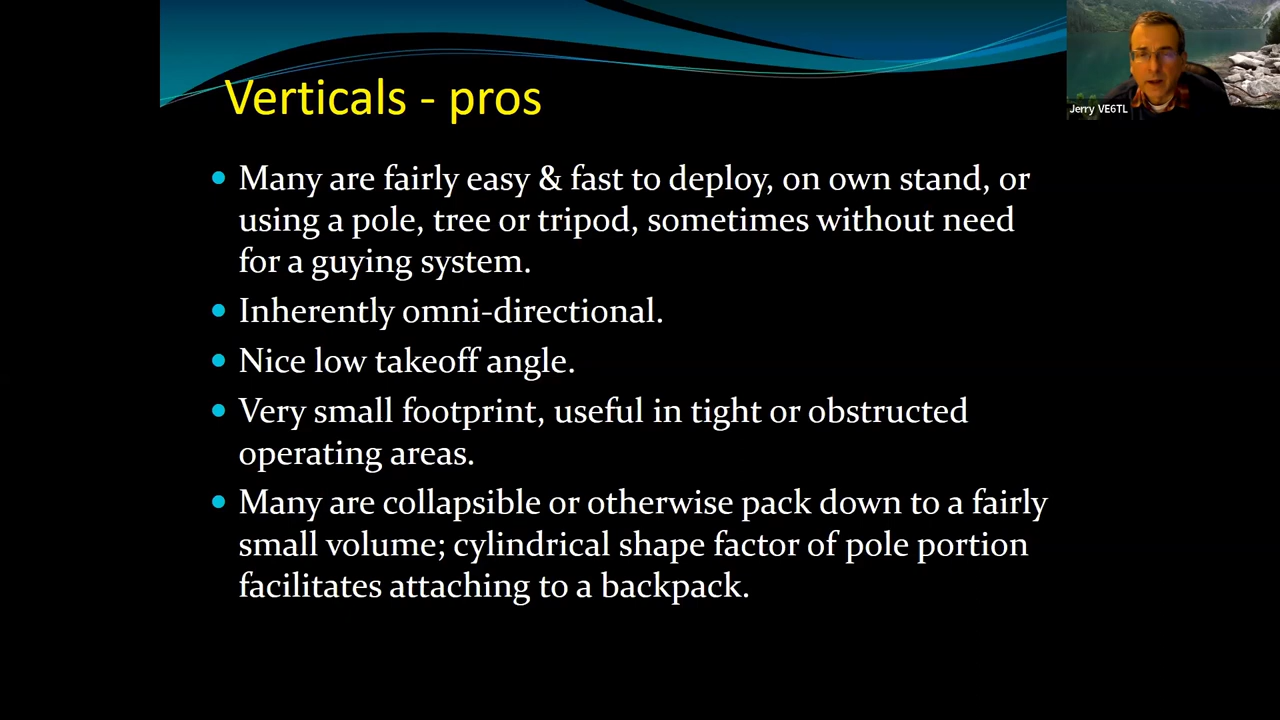 Verticals - pros
Jerry VE6TL
Many are fairly easy & fast to deploy, on own stand, or
using a pole, tree or tripod, sometimes without need
for a guying system.
Inherently omni-directional.
Nice low takeoff angle.
Very small footprint, useful in tight or obstructed
operating areas.
Many are collapsible or otherwise pack down to a fairly
small volume; cylindrical shape factor of pole portion
facilitates attaching to a backpack.